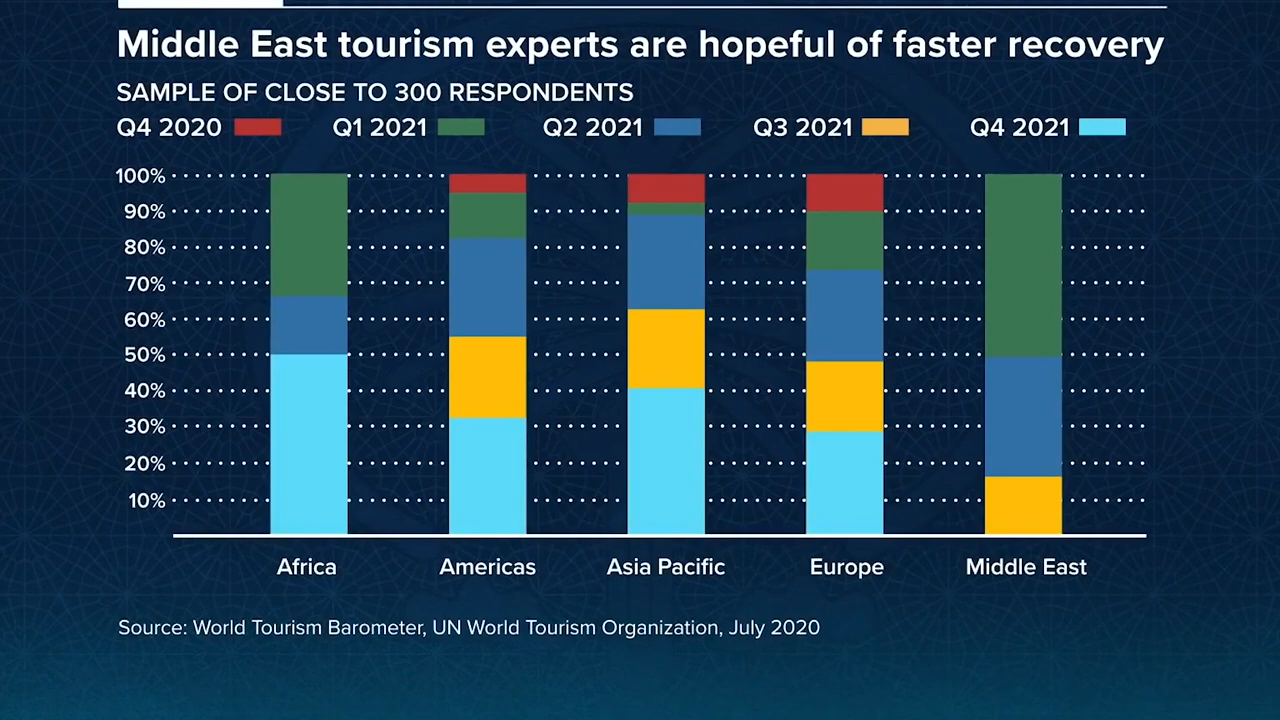 Middle East tourism experts are hopeful of faster recovery
SAMPLE OF CLOSE TO 300 RESPONDENTS
Q4 2020 Q1 2021 Q2 2021 Q3 2021 Q4 2021
100%
90%
80%
70%
60%
50%
40%
30%
20%
10%
Africa Americas Asia Pacific Europe Middle East
Source: World Tourism Barometer, UN World Tourism Organization, July 2020